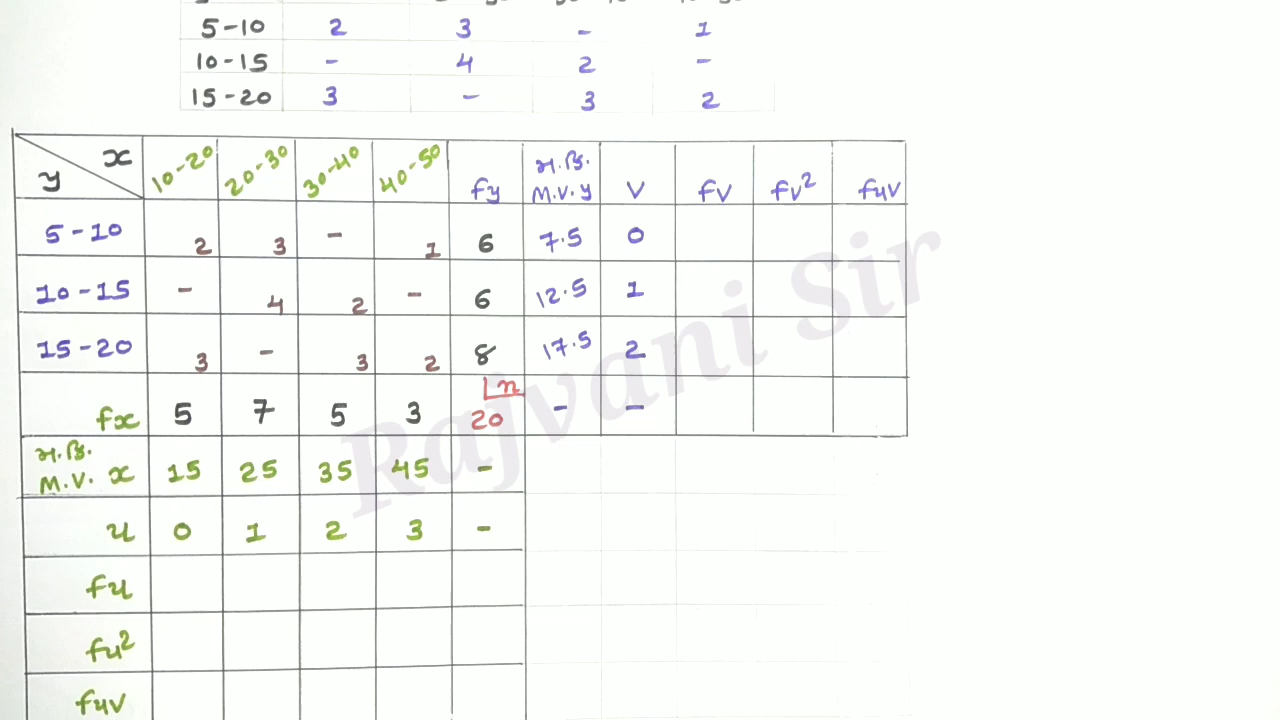 5-10 2 3 - 1
10-15 - 4 2 -
15-20 3 - 3 2
x
y 10-20 20-30 30-40 40-50 fy મ.કિ. M.V. y v fv fv² fuv
5-10 2 3 - 1 6 7.5 0
10-15 - 4 2 - 6 12.5 1
15-20 3 - 3 2 8 17.5 2
fx 5 7 5 3 n 20 - -
મ.કિ.
M.V. x 15 25 35 45 -
u 0 1 2 3 -
fu
fu²
fuv
Rajvani Sir